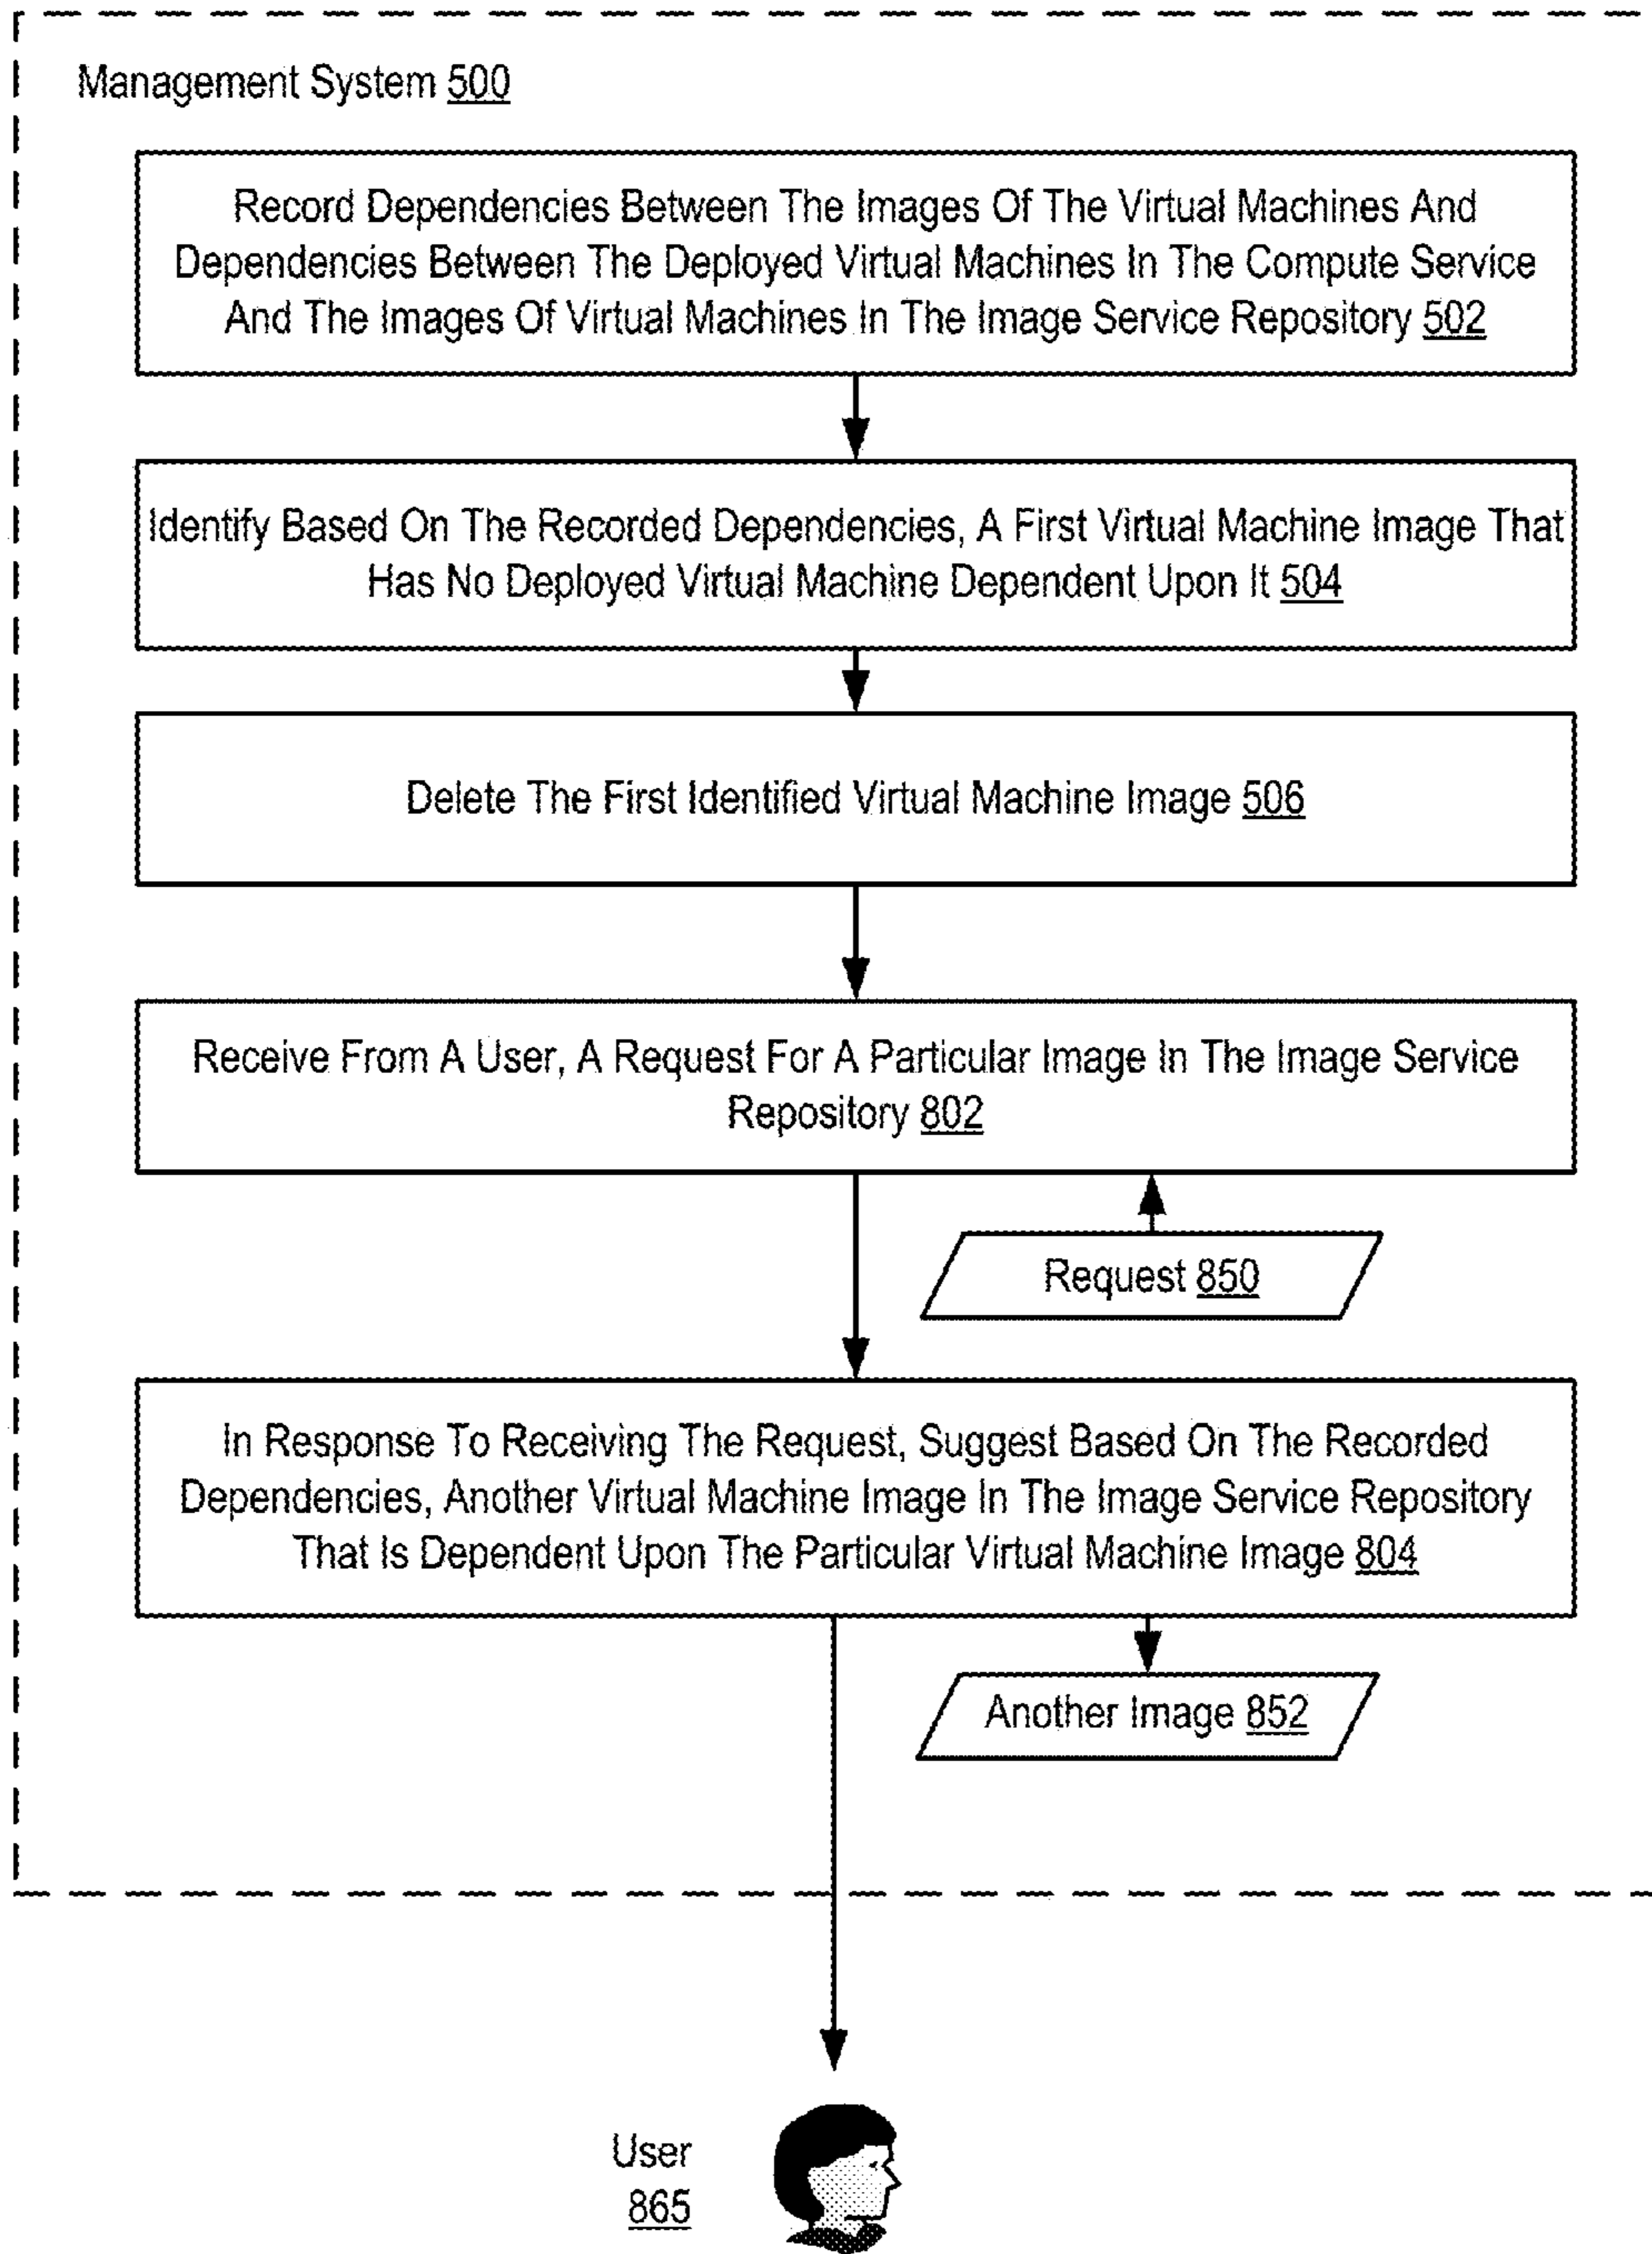 Management System 500
Record Dependencies Between The Images Of The Virtual Machines And
Dependencies Between The Deployed Virtual Machines In The Compute Service
And The Images Of Virtual Machines In The Image Service Repository 502
Identify Based On The Recorded Dependencies, A First Virtual Machine Image That
Has No Deployed Virtual Machine Dependent Upon It 504
Delete The First Identified Virtual Machine Image 506
Receive From A User, A Request For A Particular Image In The Image Service
Repository 802
Request 850
In Response To Receiving The Request, Suggest Based On The Recorded
Dependencies, Another Virtual Machine Image In The Image Service Repository
That Is Dependent Upon The Particular Virtual Machine Image 804
Another Image 852
User
865